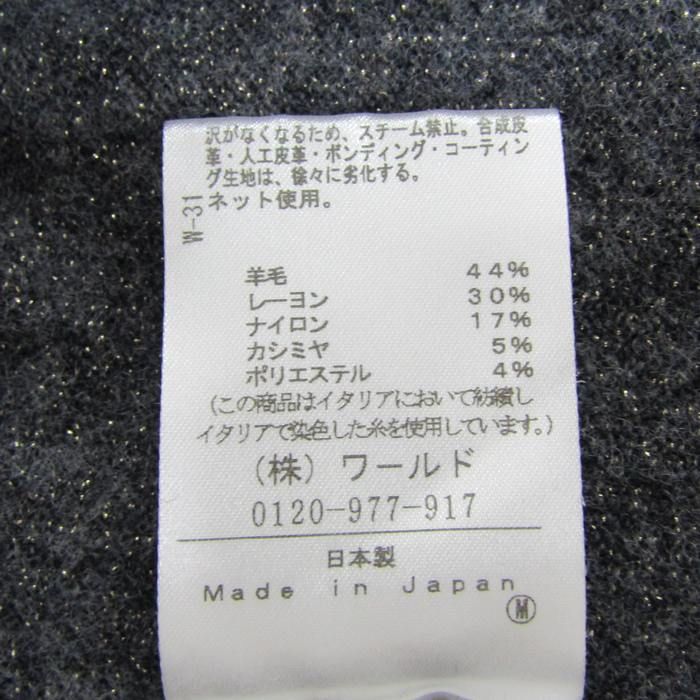 沢がなくなるため、スチーム禁止。合成皮
革・人工皮革・ボンディング・コーティン
グ生地は、徐々に劣化する。
ネット使用。
W-31
羊毛 44%
レーヨン 30%
ナイロン 17%
カシミヤ 5%
ポリエステル 4%
(この商品はイタリアにおいて紡績し
イタリアで染色した糸を使用しています。)
(株) ワールド
0120-977-917
日本製
Made in Japan
M